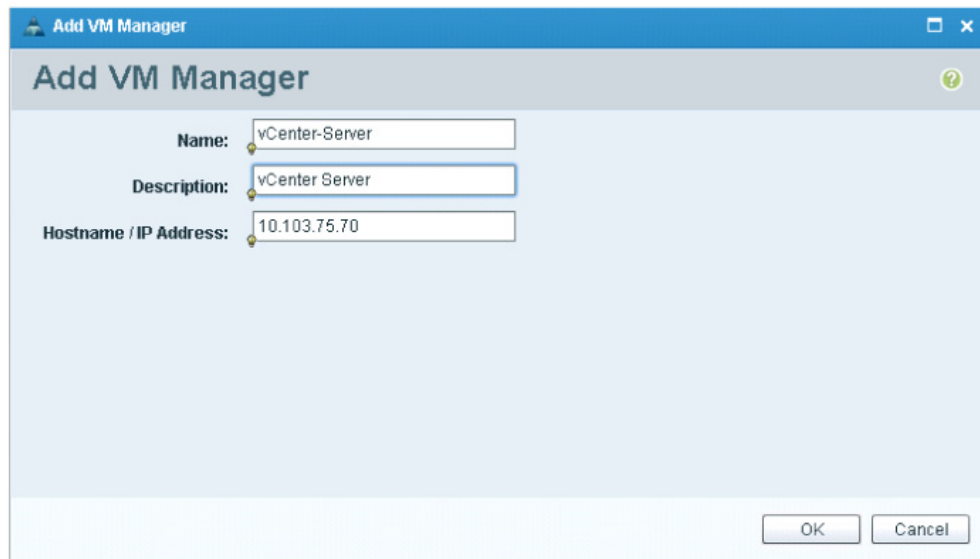 Add VM Manager
Add VM Manager
Name: vCenter-Server
Description: vCenter Server
Hostname / IP Address: 10.103.75.70
OK Cancel